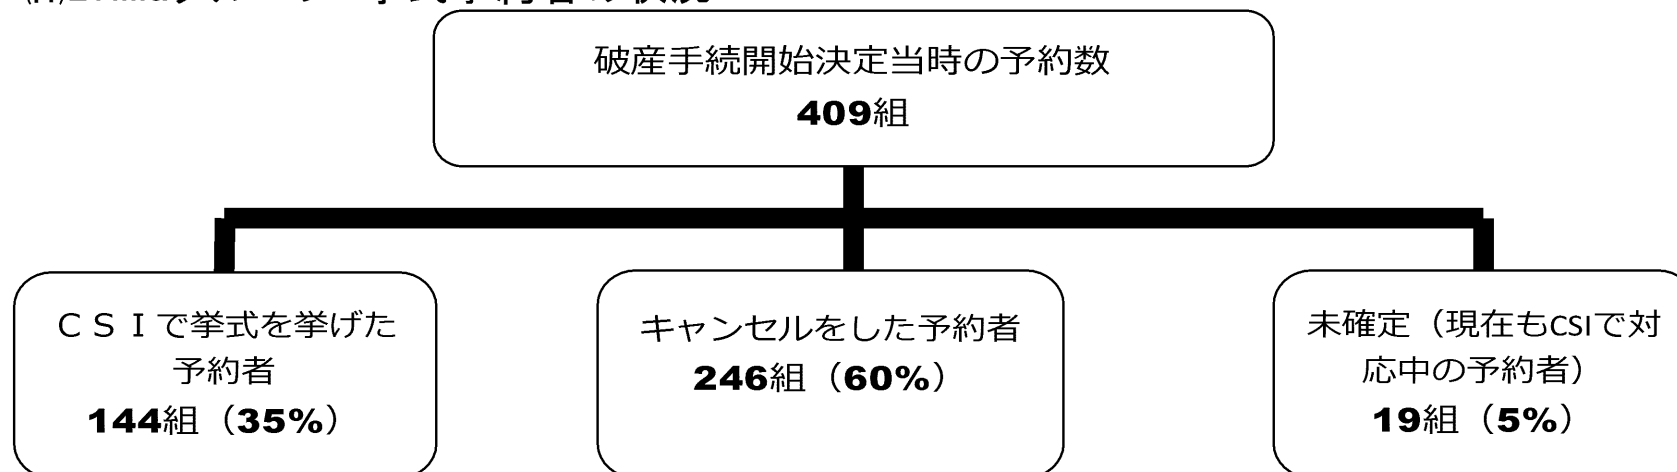 破産手続開始決定当時の予約数
409組
ＣＳＩで挙式を挙げた
予約者
144組（35%）
キャンセルをした予約者
246組（60%）
未確定（現在もCSIで対
応中の予約者）
19組（5%）